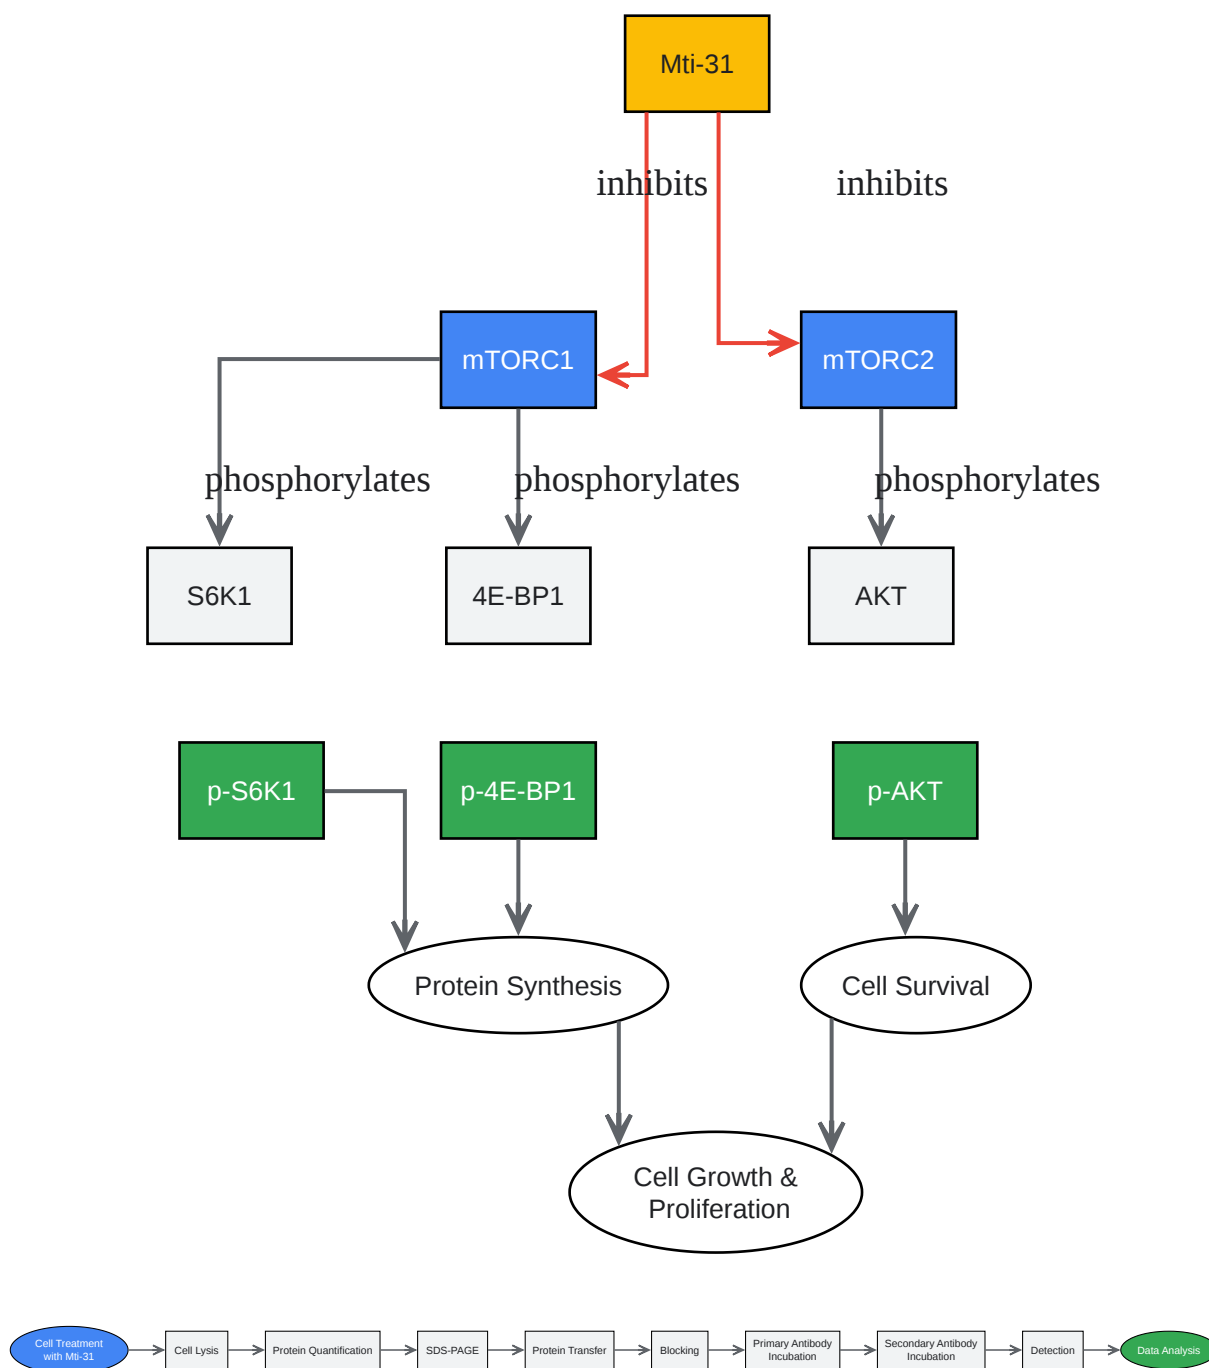 Mti-31
inhibits
inhibits
mTORC1
mTORC2
phosphorylates
phosphorylates
phosphorylates
S6K1
4E-BP1
AKT
p-S6K1
p-4E-BP1
p-AKT
Protein Synthesis
Cell Survival
Cell Growth &
Proliferation
Cell Treatment
with Mti-31
Cell Lysis
Protein Quantification
SDS-PAGE
Protein Transfer
Blocking
Primary Antibody
Incubation
Secondary Antibody
Incubation
Detection
Data Analysis